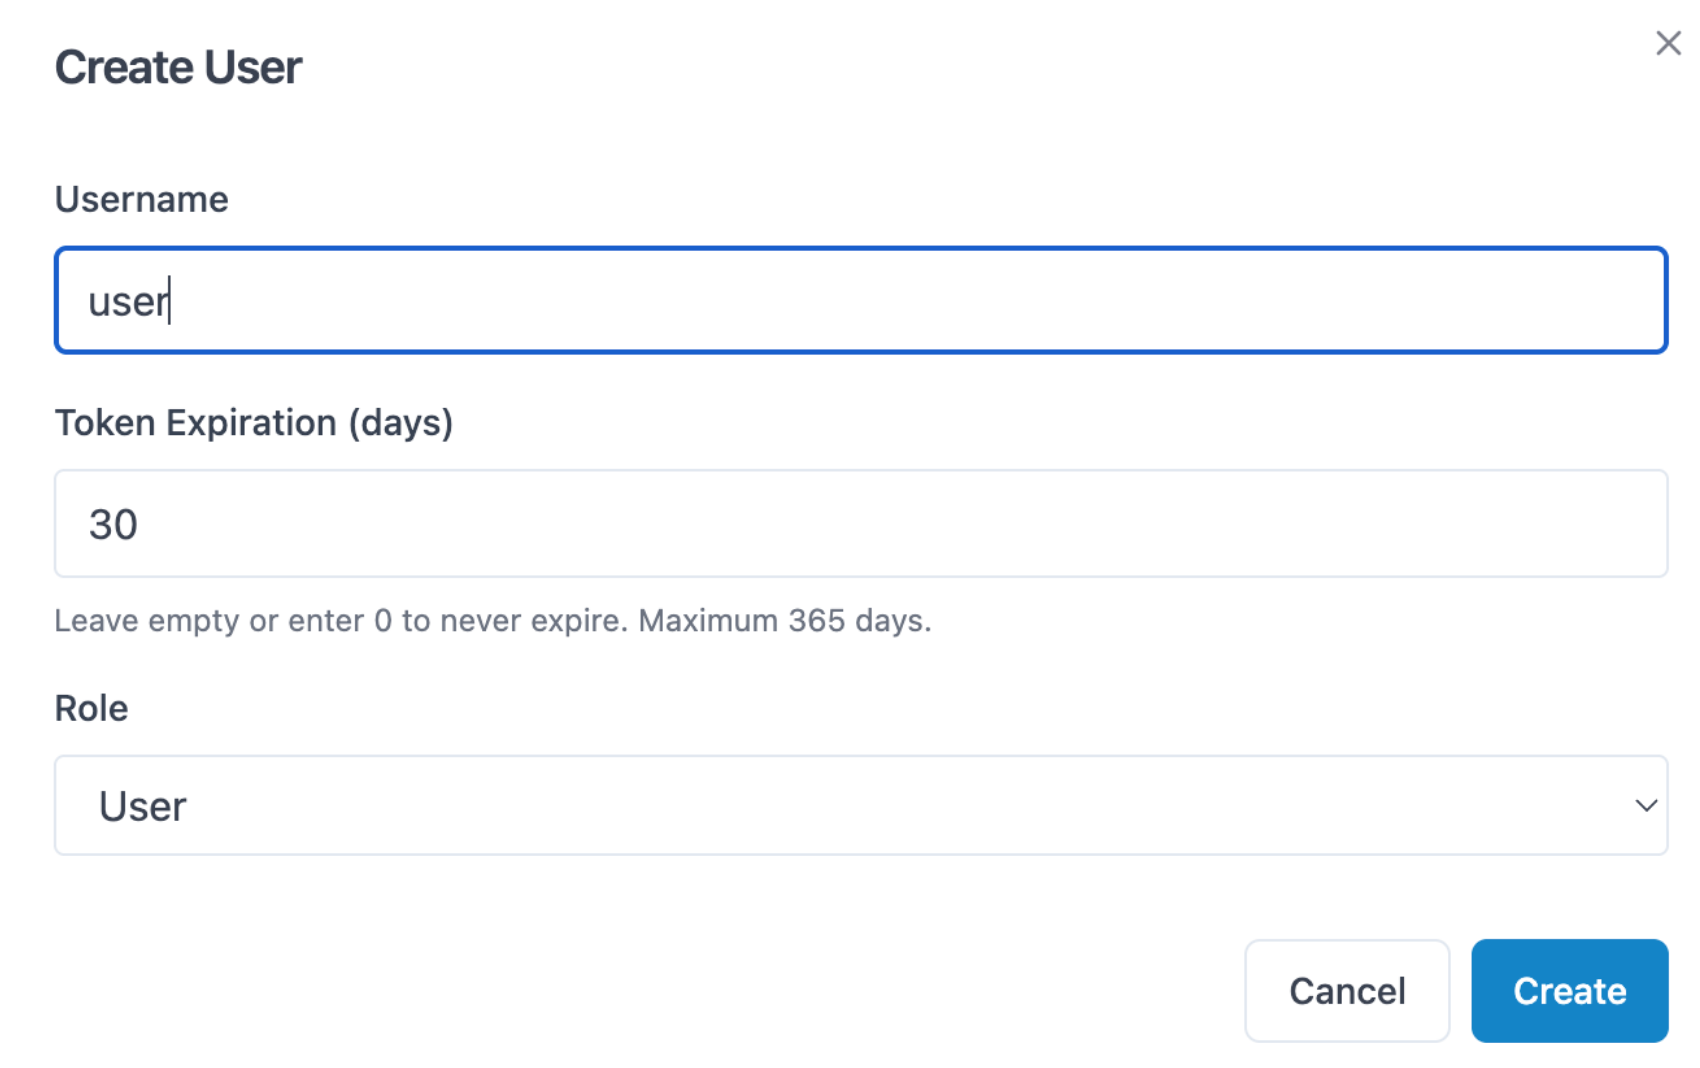 Create User
Username
user
Token Expiration (days)
30
Leave empty or enter 0 to never expire. Maximum 365 days.
Role
User
Cancel
Create